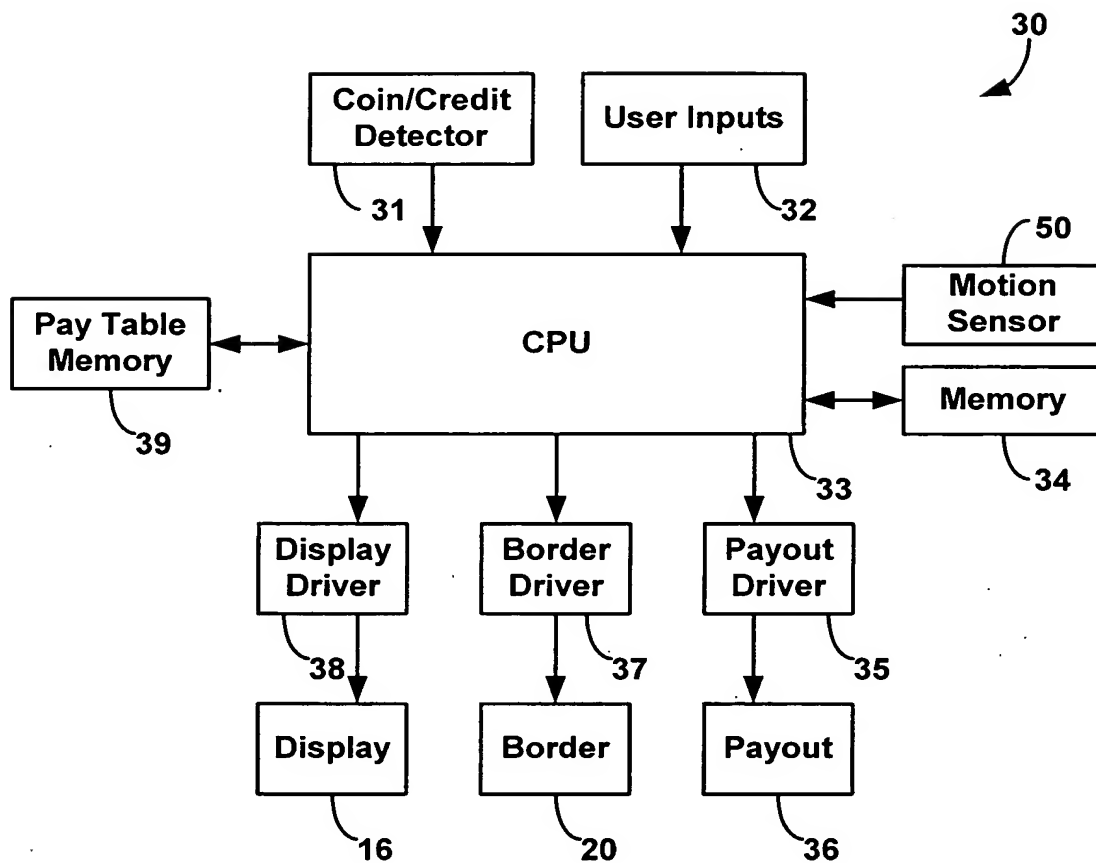 30
Coin/Credit
Detector
User Inputs
31
32
50
Motion
Sensor
Pay Table
Memory
CPU
Memory
39
33
34
Display
Driver
Border
Driver
Payout
Driver
38
37
35
Display
Border
Payout
16
20
36